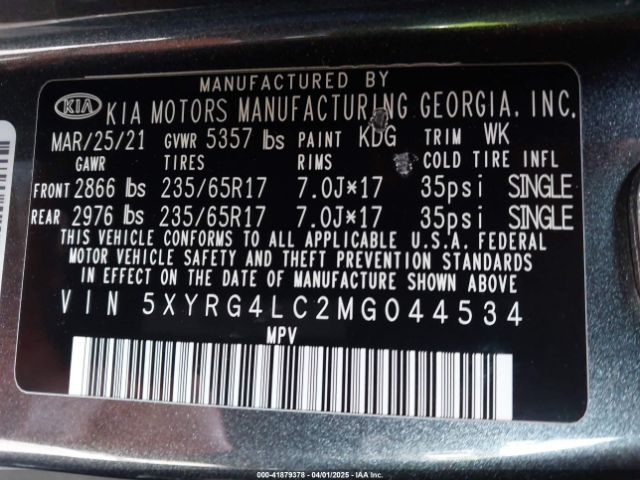 MANUFACTURED BY
KIA KIA MOTORS MANUFACTURING GEORGIA, INC.
MAR/25/21 GVWR 5357 lbs PAINT KDG TRIM WK
GAWR TIRES RIMS COLD TIRE INFL
FRONT 2866 lbs 235/65R17 7.0J*17 35psi SINGLE
REAR 2976 lbs 235/65R17 7.0J*17 35psi SINGLE
THIS VEHICLE CONFORMS TO ALL APPLICABLE U.S.A. FEDERAL
MOTOR VEHICLE SAFETY AND THEFT PREVENTION STANDARDS
IN EFFECT ON THE DATE OF MANUFACTURE SHOWN ABOVE
VIN 5XYRG4LC2MG044534
MPV
000-41879378 04/01/2025 IAA Inc.